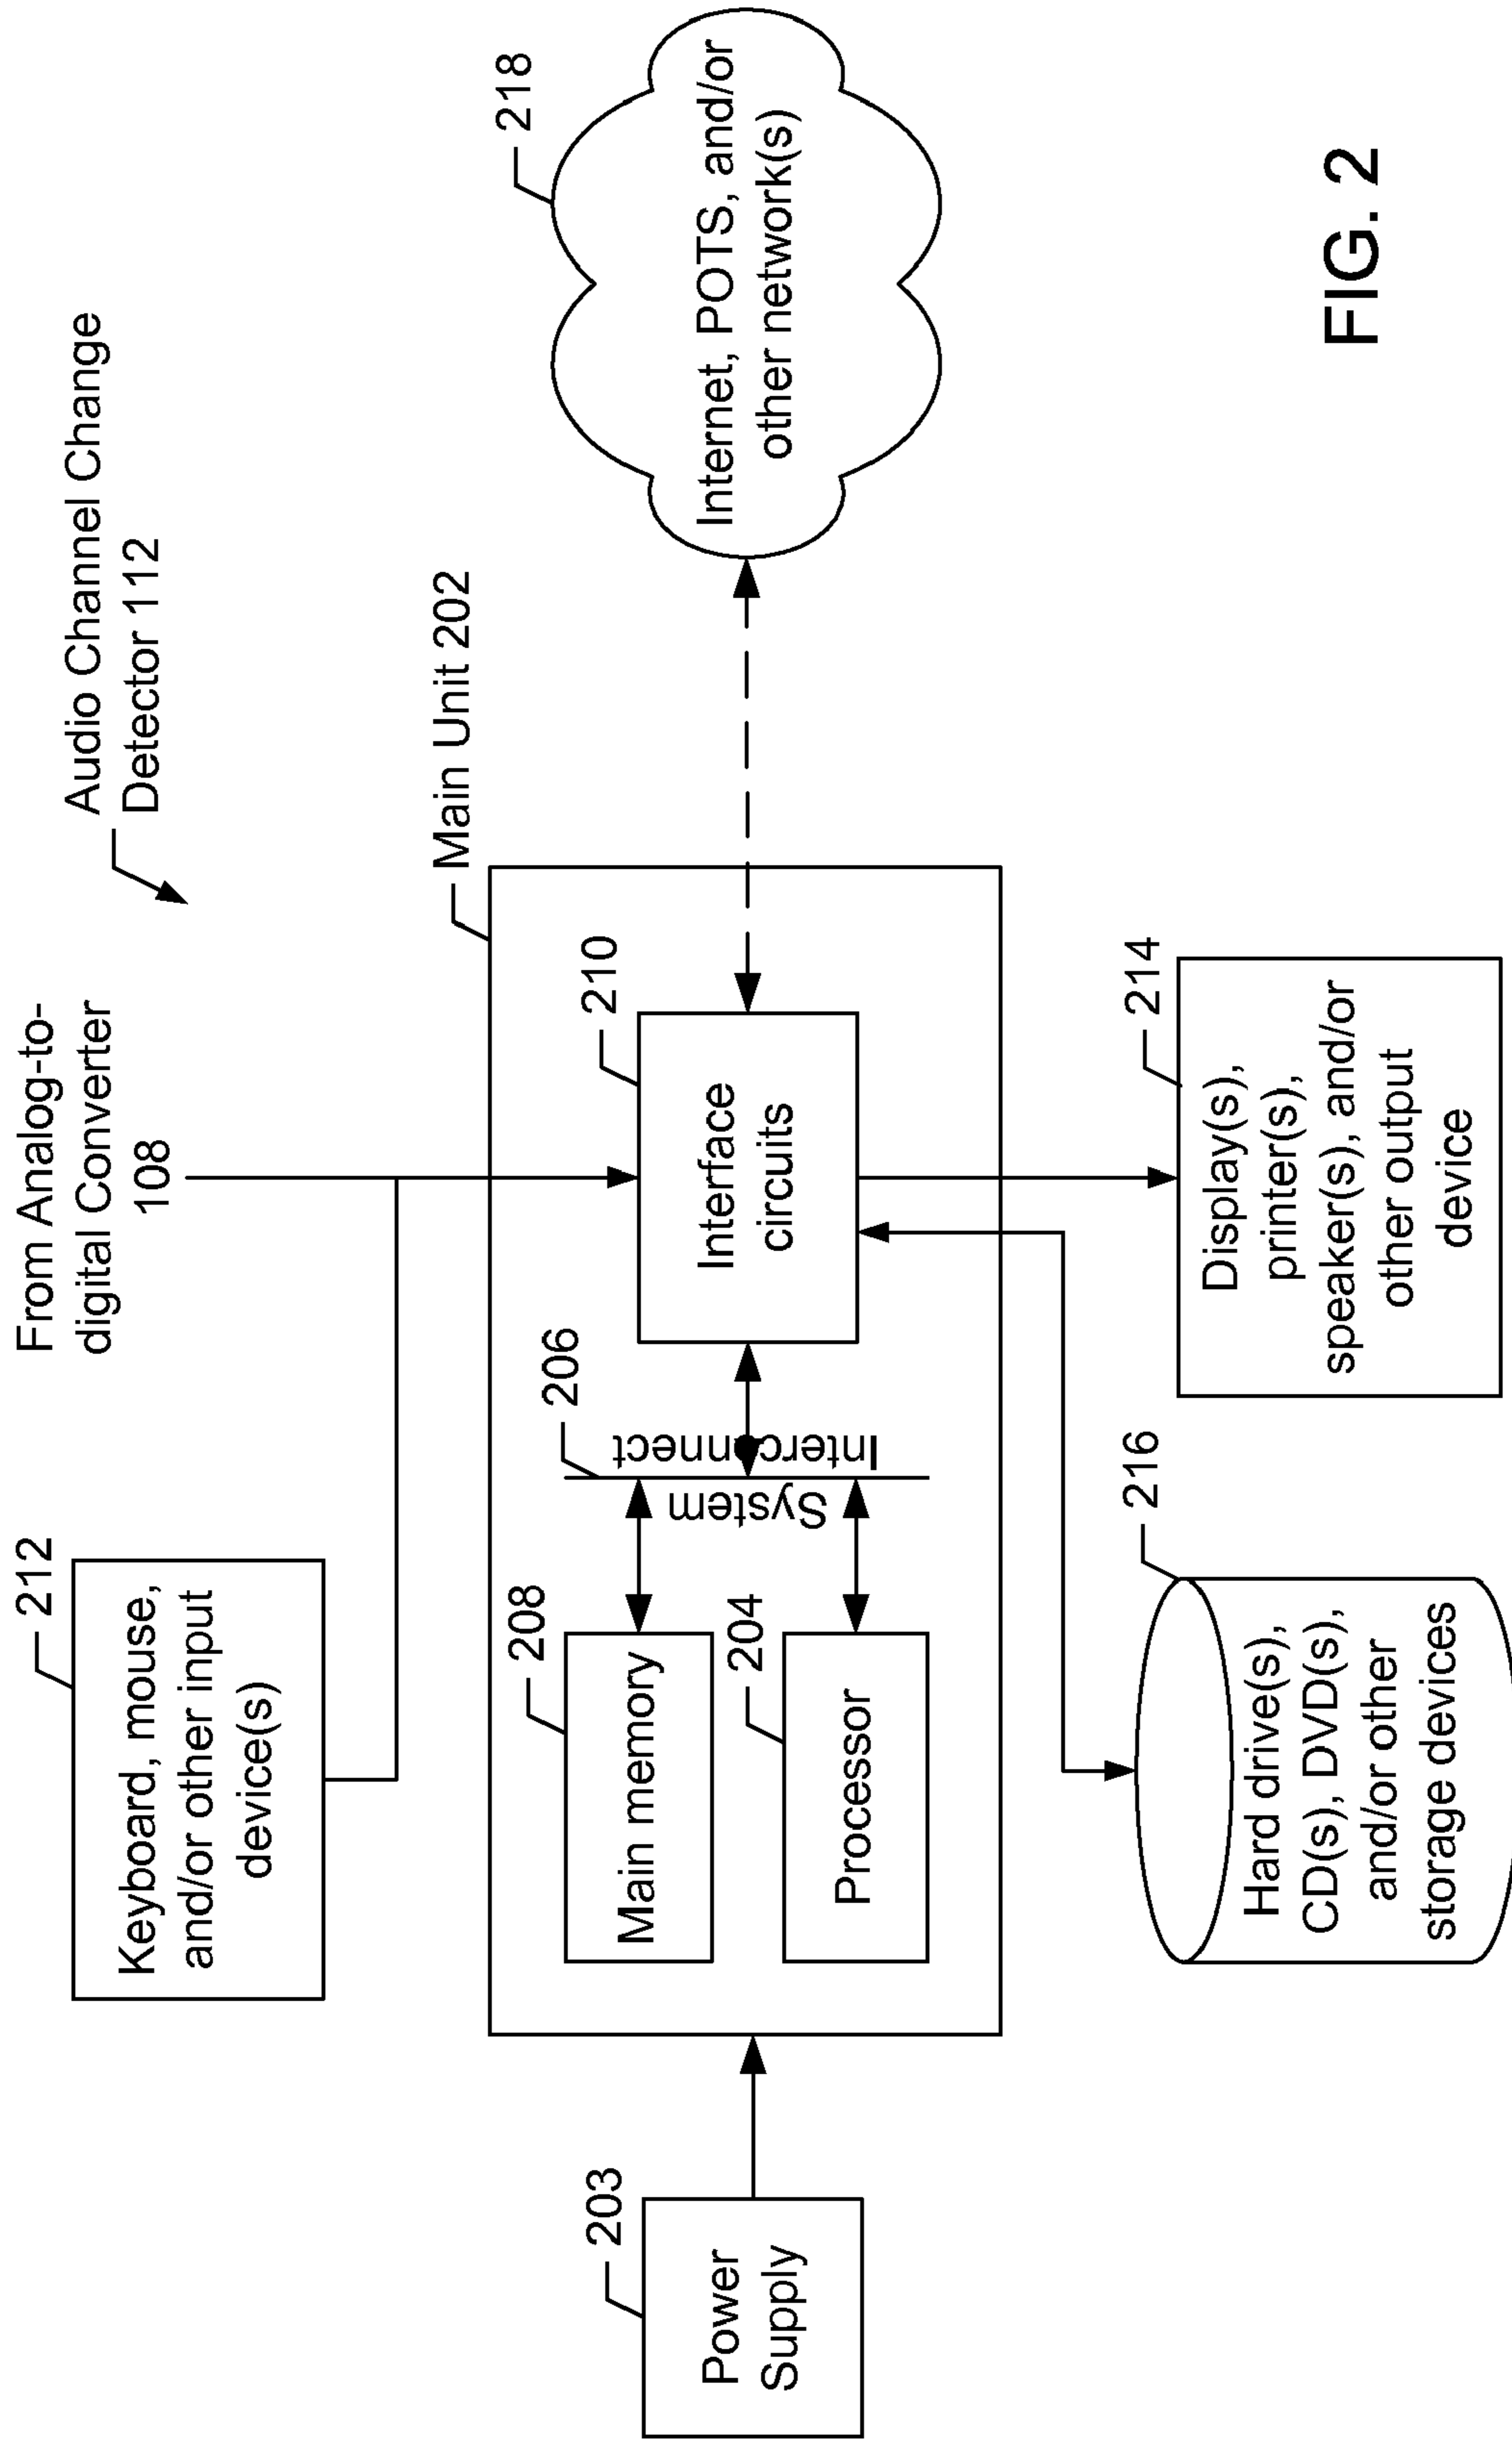 Audio Channel Change
Detector 112
From Analog-to-
digital Converter
108
212
Keyboard, mouse,
and/or other input
device(s)
Main Unit 202
218
Internet, POTS, and/or
other network(s)
210
Interface
circuits
206
System
Interconnect
208
Main memory
204
Processor
203
Power
Supply
216
Hard drive(s),
CD(s), DVD(s),
and/or other
storage devices
214
Display(s),
printer(s),
speaker(s), and/or
other output
device
FIG. 2